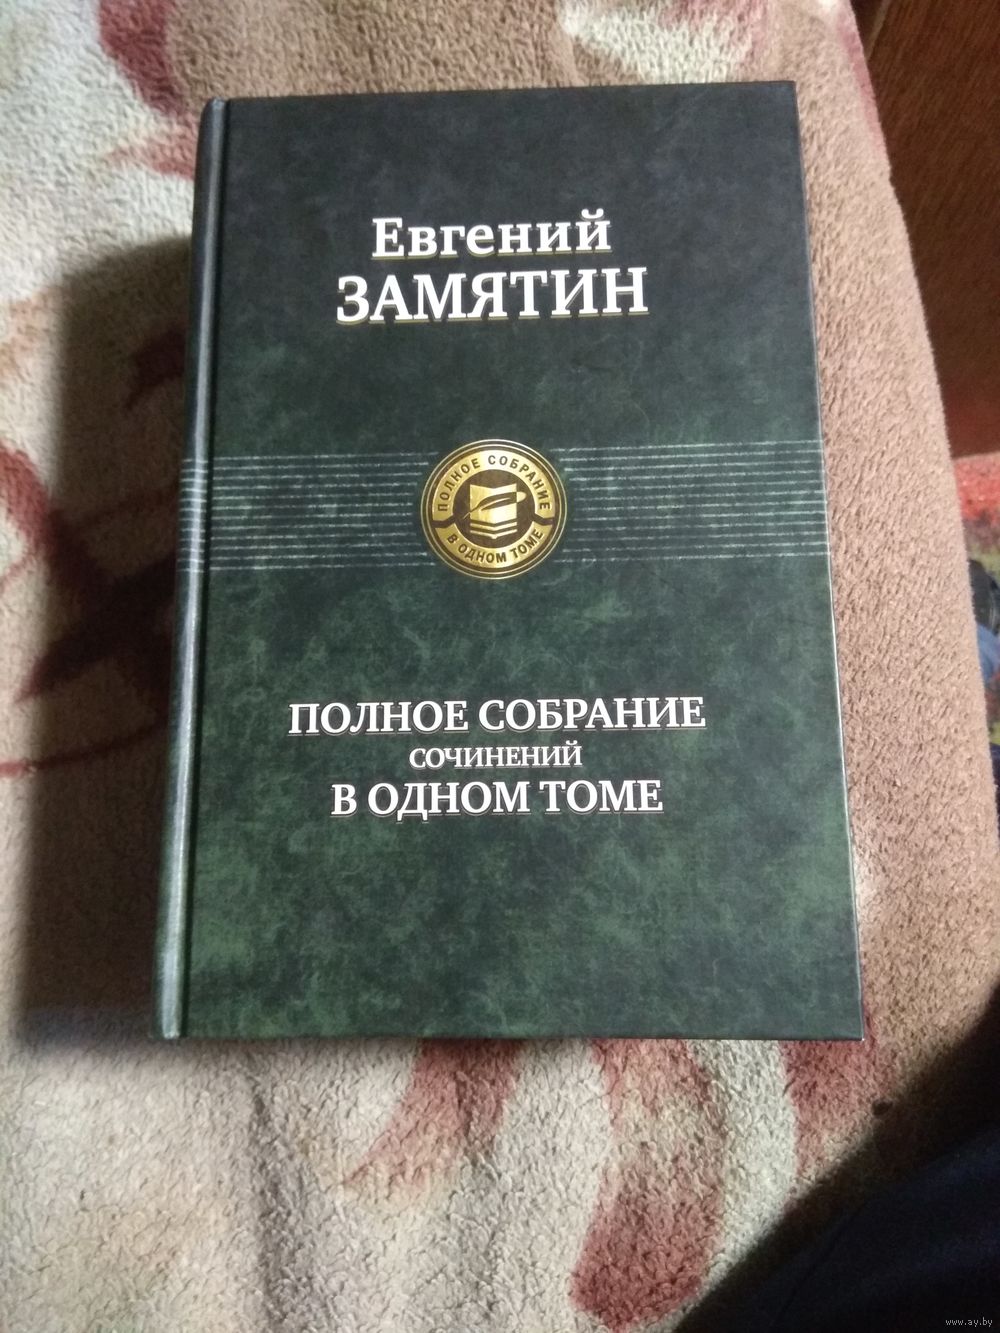 Евгений
ЗАМЯТИН
ПОЛНОЕ СОБРАНИЕ
В ОДНОМ ТОМЕ
ПОЛНОЕ СОБРАНИЕ
СОЧИНЕНИЙ
В ОДНОМ ТОМЕ
www.ay.by